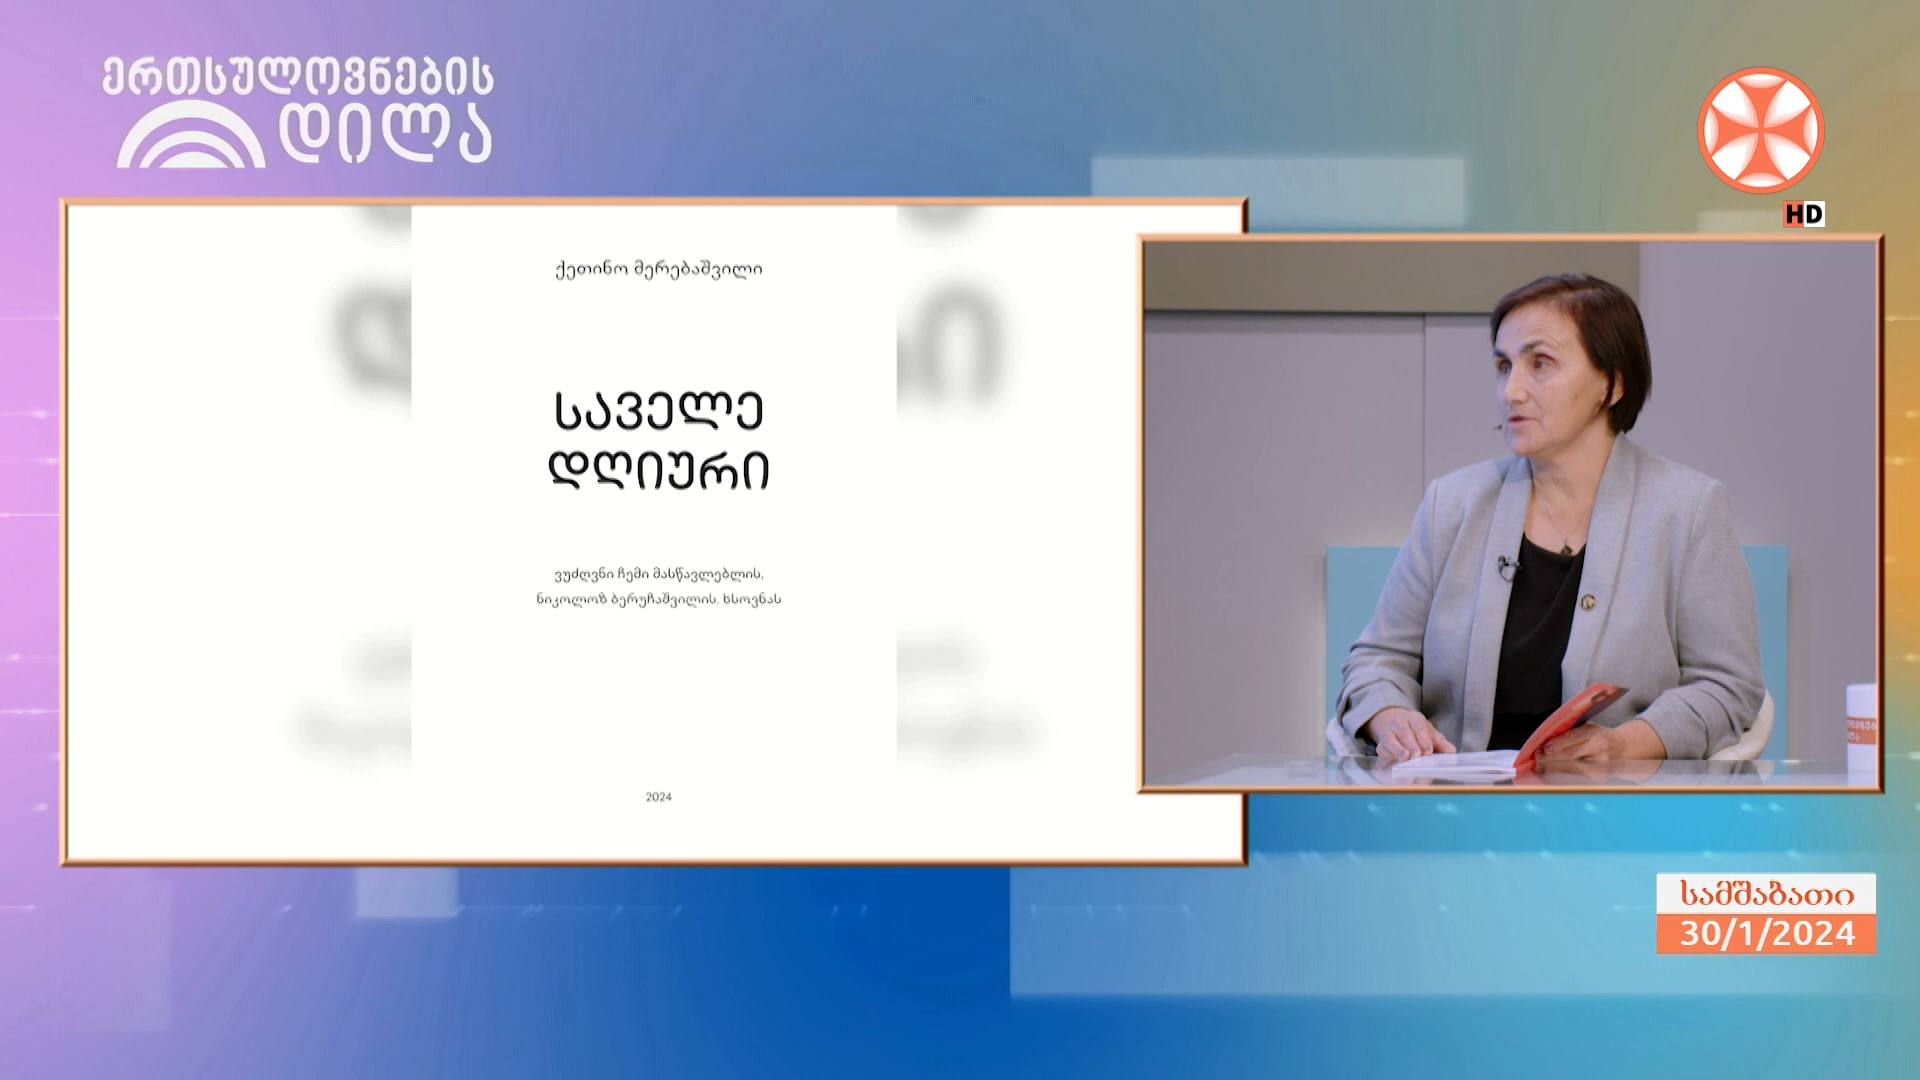 ერთსულოვნების
დილა
HD
ქეთინო მერებაშვილი
საველე
დღიური
ვუძღვნი ჩემი მასწავლებლის,
ნიკოლოზ ბერუჩაშვილის, ხსოვნას
2024
სამშაბათი
30/1/2024